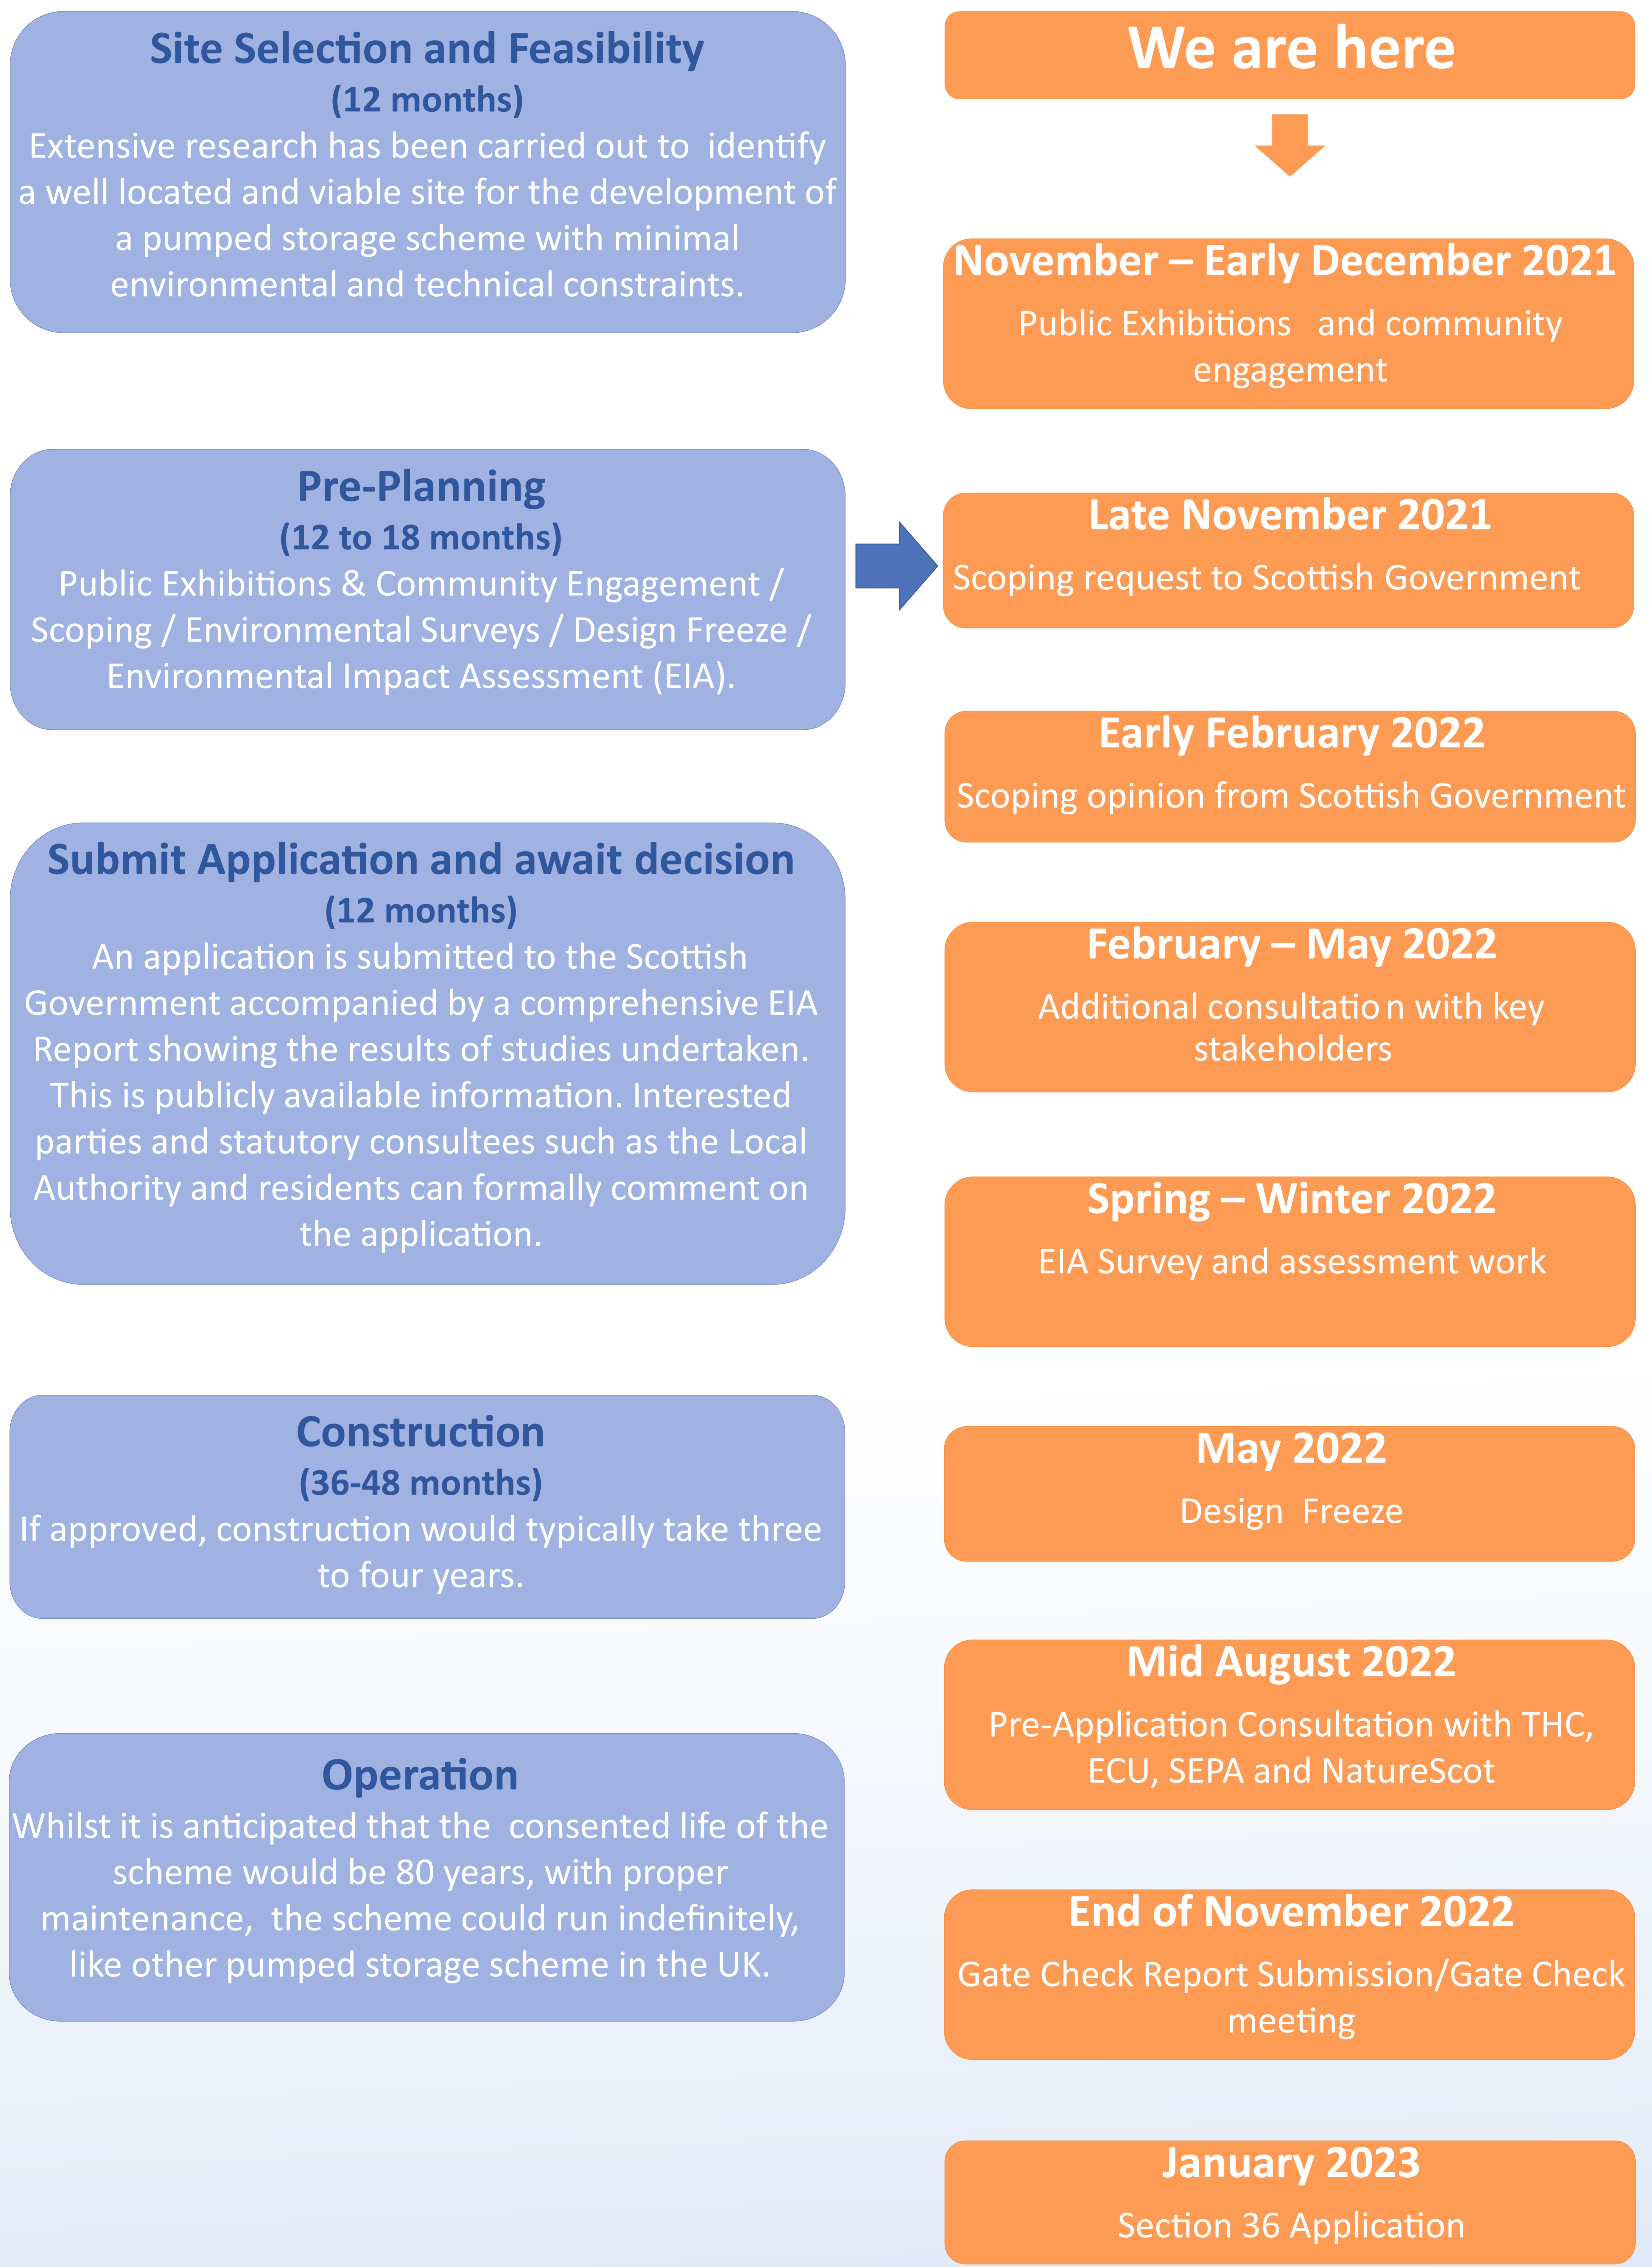 Site Selection and Feasibility
(12 months)
Extensive research has been carried out to identify
a well located and viable site for the development of
a pumped storage scheme with minimal
environmental and technical constraints.
Pre-Planning
(12 to 18 months)
Public Exhibitions & Community Engagement /
Scoping / Environmental Surveys / Design Freeze /
Environmental Impact Assessment (EIA).
Submit Application and await decision
(12 months)
An application is submitted to the Scottish
Government accompanied by a comprehensive EIA
Report showing the results of studies undertaken.
This is publicly available information. Interested
parties and statutory consultees such as the Local
Authority and residents can formally comment on
the application.
Construction
(36-48 months)
If approved, construction would typically take three
to four years.
Operation
Whilst it is anticipated that the consented life of the
scheme would be 80 years, with proper
maintenance, the scheme could run indefinitely,
like other pumped storage scheme in the UK.
We are here
November – Early December 2021
Public Exhibitions and community
engagement
Late November 2021
Scoping request to Scottish Government
Early February 2022
Scoping opinion from Scottish Government
February – May 2022
Additional consultation with key
stakeholders
Spring – Winter 2022
EIA Survey and assessment work
May 2022
Design Freeze
Mid August 2022
Pre-Application Consultation with THC,
ECU, SEPA and NatureScot
End of November 2022
Gate Check Report Submission/Gate Check
meeting
January 2023
Section 36 Application